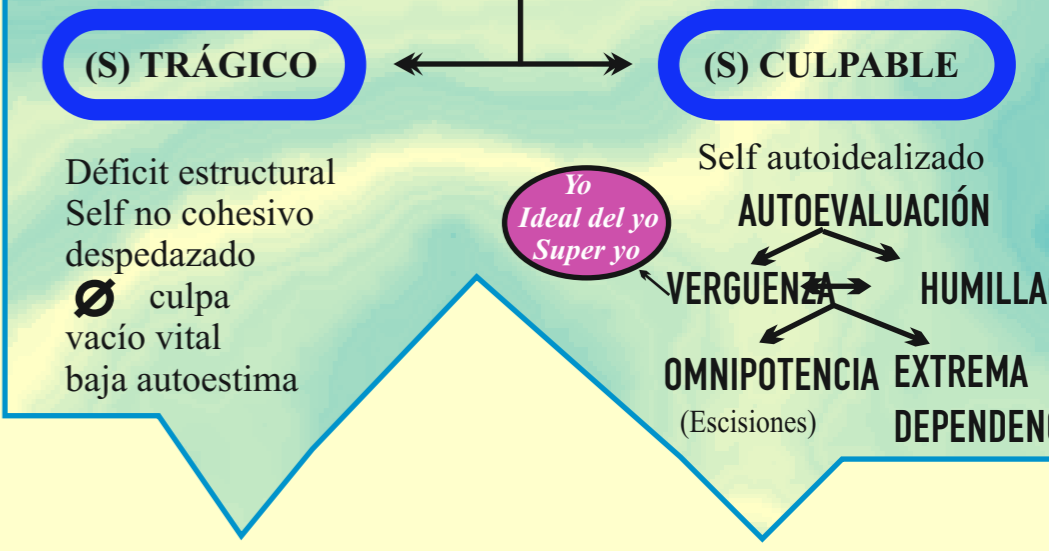 (S) TRÁGICO
Déficit estructural
Self no cohesivo
despedazado
Ø culpa
vacío vital
baja autoestima
(S) CULPABLE
Self autoidealizado
AUTOEVALUACIÓN
Yo
Ideal del yo
Super yo
VERGUENZA HUMILLA
OMNIPOTENCIA EXTREMA
(Escisiones) DEPENDEN